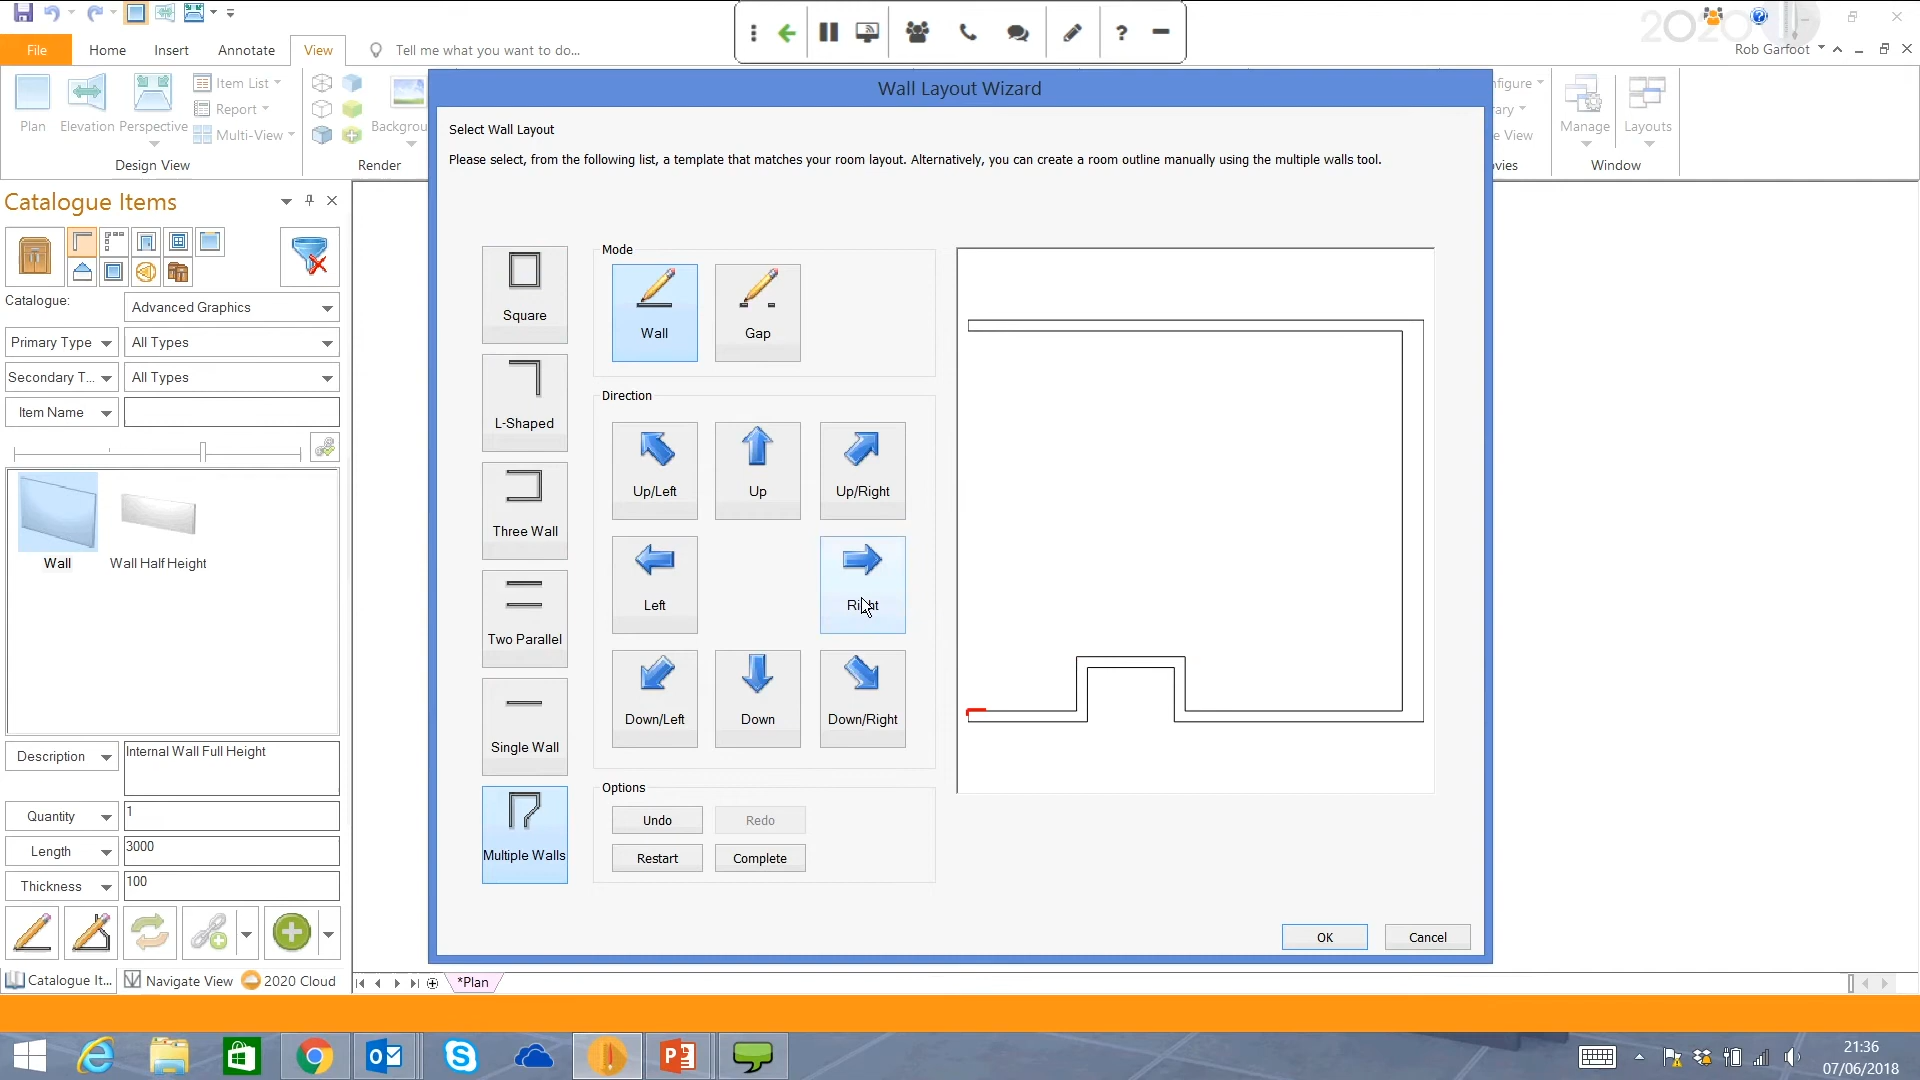 2020
Rob Garfoot
File
Home
Insert
Annotate
View
Tell me what you want to do...
Plan
Elevation
Perspective
Item List
Report
Multi-View
Design View
Backgrou
Render
nfigure
rary
e View
vies
Manage
Layouts
Window
Wall Layout Wizard
Select Wall Layout
Please select, from the following list, a template that matches your room layout. Alternatively, you can create a room outline manually using the multiple walls tool.
Catalogue Items
Catalogue:
Advanced Graphics
Primary Type
All Types
Secondary T...
All Types
Item Name
Wall
Wall Half Height
Description
Internal Wall Full Height
Quantity
1
Length
3000
Thickness
100
Catalogue It...
Navigate View
2020 Cloud
Square
L-Shaped
Three Wall
Two Parallel
Single Wall
Multiple Walls
Mode
Wall
Gap
Direction
Up/Left
Up
Up/Right
Left
Right
Down/Left
Down
Down/Right
Options
Undo
Redo
Restart
Complete
OK
Cancel
*Plan
21:36
07/06/2018